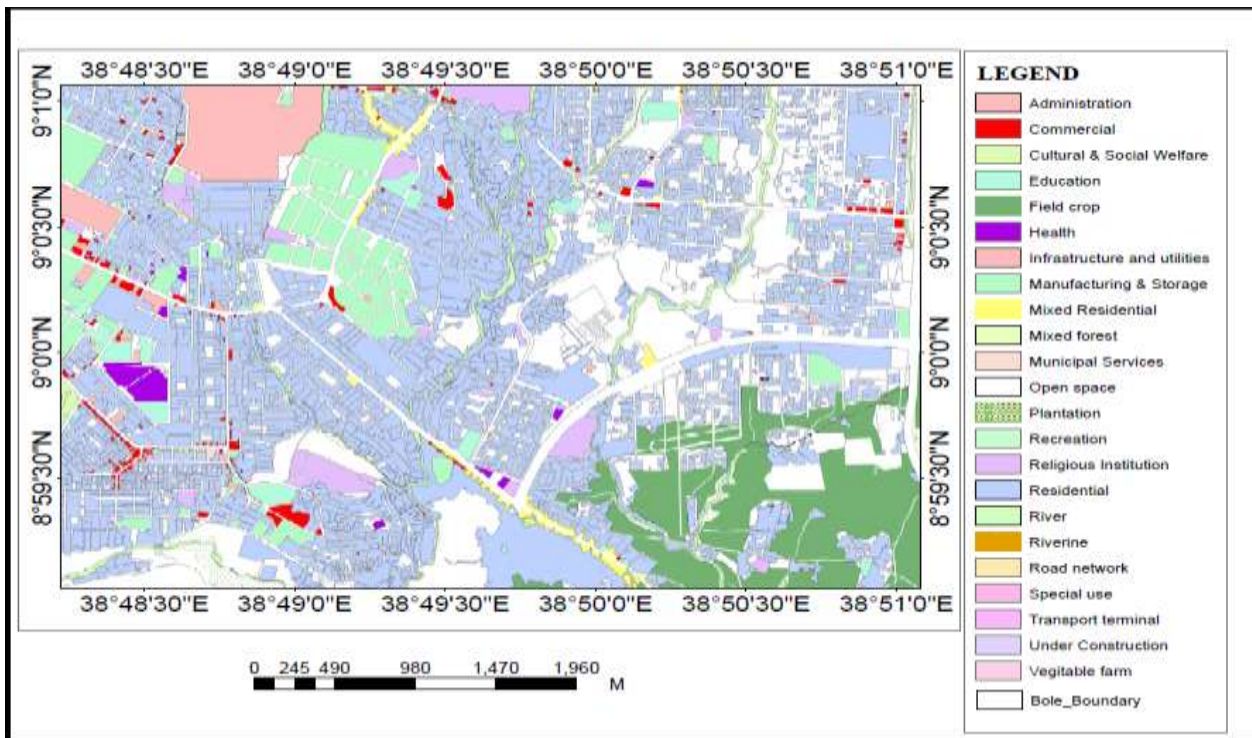 38°48'30"E 38°49'0"E 38°49'30"E 38°50'0"E 38°50'30"E 38°51'0"E
9°1'0"N
9°1'0"N
9°0'30"N
9°0'30"N
9°0'0"N
9°0'0"N
8°59'30"N
8°59'30"N
38°48'30"E 38°49'0"E 38°49'30"E 38°50'0"E 38°50'30"E 38°51'0"E
0 245 490 980 1,470 1,960
M
LEGEND
Administration
Commercial
Cultural & Social Welfare
Education
Field crop
Health
Infrastructure and utilities
Manufacturing & Storage
Mixed Residential
Mixed forest
Municipal Services
Open space
Plantation
Recreation
Religious Institution
Residential
River
Riverine
Road network
Special use
Transport terminal
Under Construction
Vegitable farm
Bole_Boundary